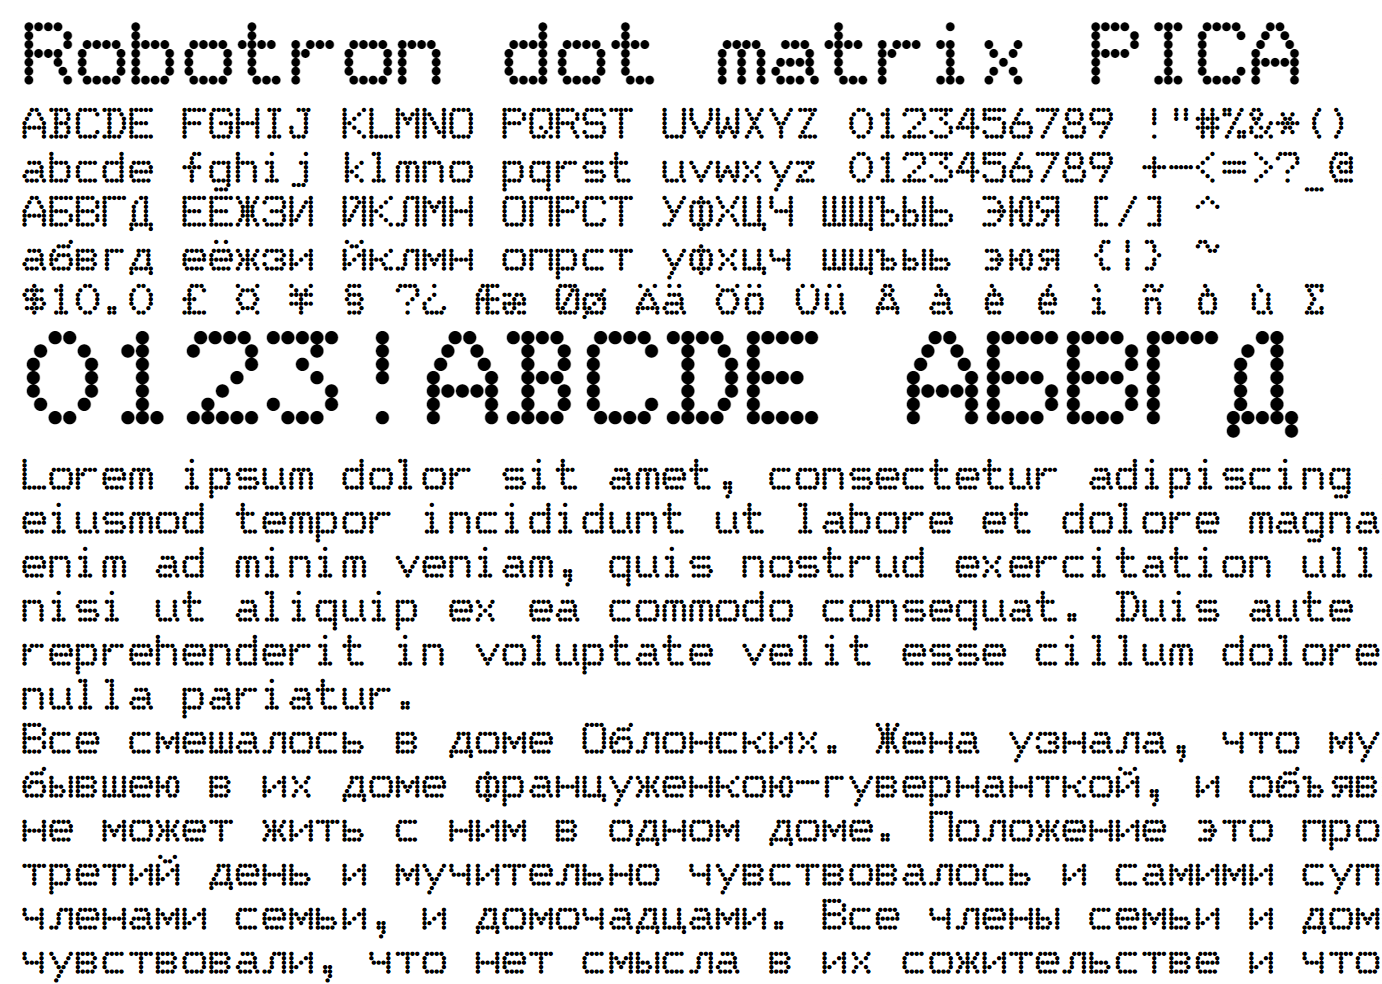 Robotron dot matrix PICA
ABCDE FGHIJ KLMNO PQRST UVWXYZ 0123456789 !"#%&*()
abcde fghij klmno pqrst uvwxyz 0123456789 +—<=>?_@
АБВГД ЕЁЖЗИ ЙКЛМН ОПРСТ УФХЦЧ ШЩЪЫЬ ЭЮЯ [/] ^
абвгд еёжзи йклмн опрст уфхцч шщъыь эюя {|} ~
$10.0 £ ¤ ¥ § ?¿ Ææ Øø Ää Öö Üü Å à è é ì ñ ò ù Σ
0123!ABCDE АБВГД
Lorem ipsum dolor sit amet, consectetur adipiscing
eiusmod tempor incididunt ut labore et dolore magna
enim ad minim veniam, quis nostrud exercitation ull
nisi ut aliquip ex ea commodo consequat. Duis aute
reprehenderit in voluptate velit esse cillum dolore
nulla pariatur.
Все смешалось в доме Облонских. Жена узнала, что му
бывшею в их доме француженкою—гувернанткой, и объяв
не может жить с ним в одном доме. Положение это про
третий день и мучительно чувствовалось и самими суп
членами семьи, и домочадцами. Все члены семьи и дом
чувствовали, что нет смысла в их сожительстве и что